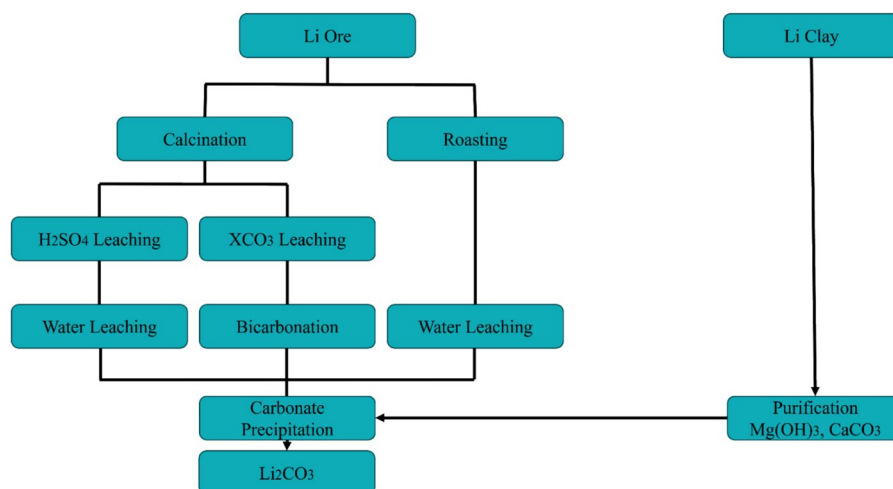 Li Ore
Li Clay
Calcination
Roasting
H2SO4 Leaching
XCO3 Leaching
Water Leaching
Bicarbonation
Water Leaching
Carbonate
Precipitation
Purification
Mg(OH)3, CaCO3
Li2CO3